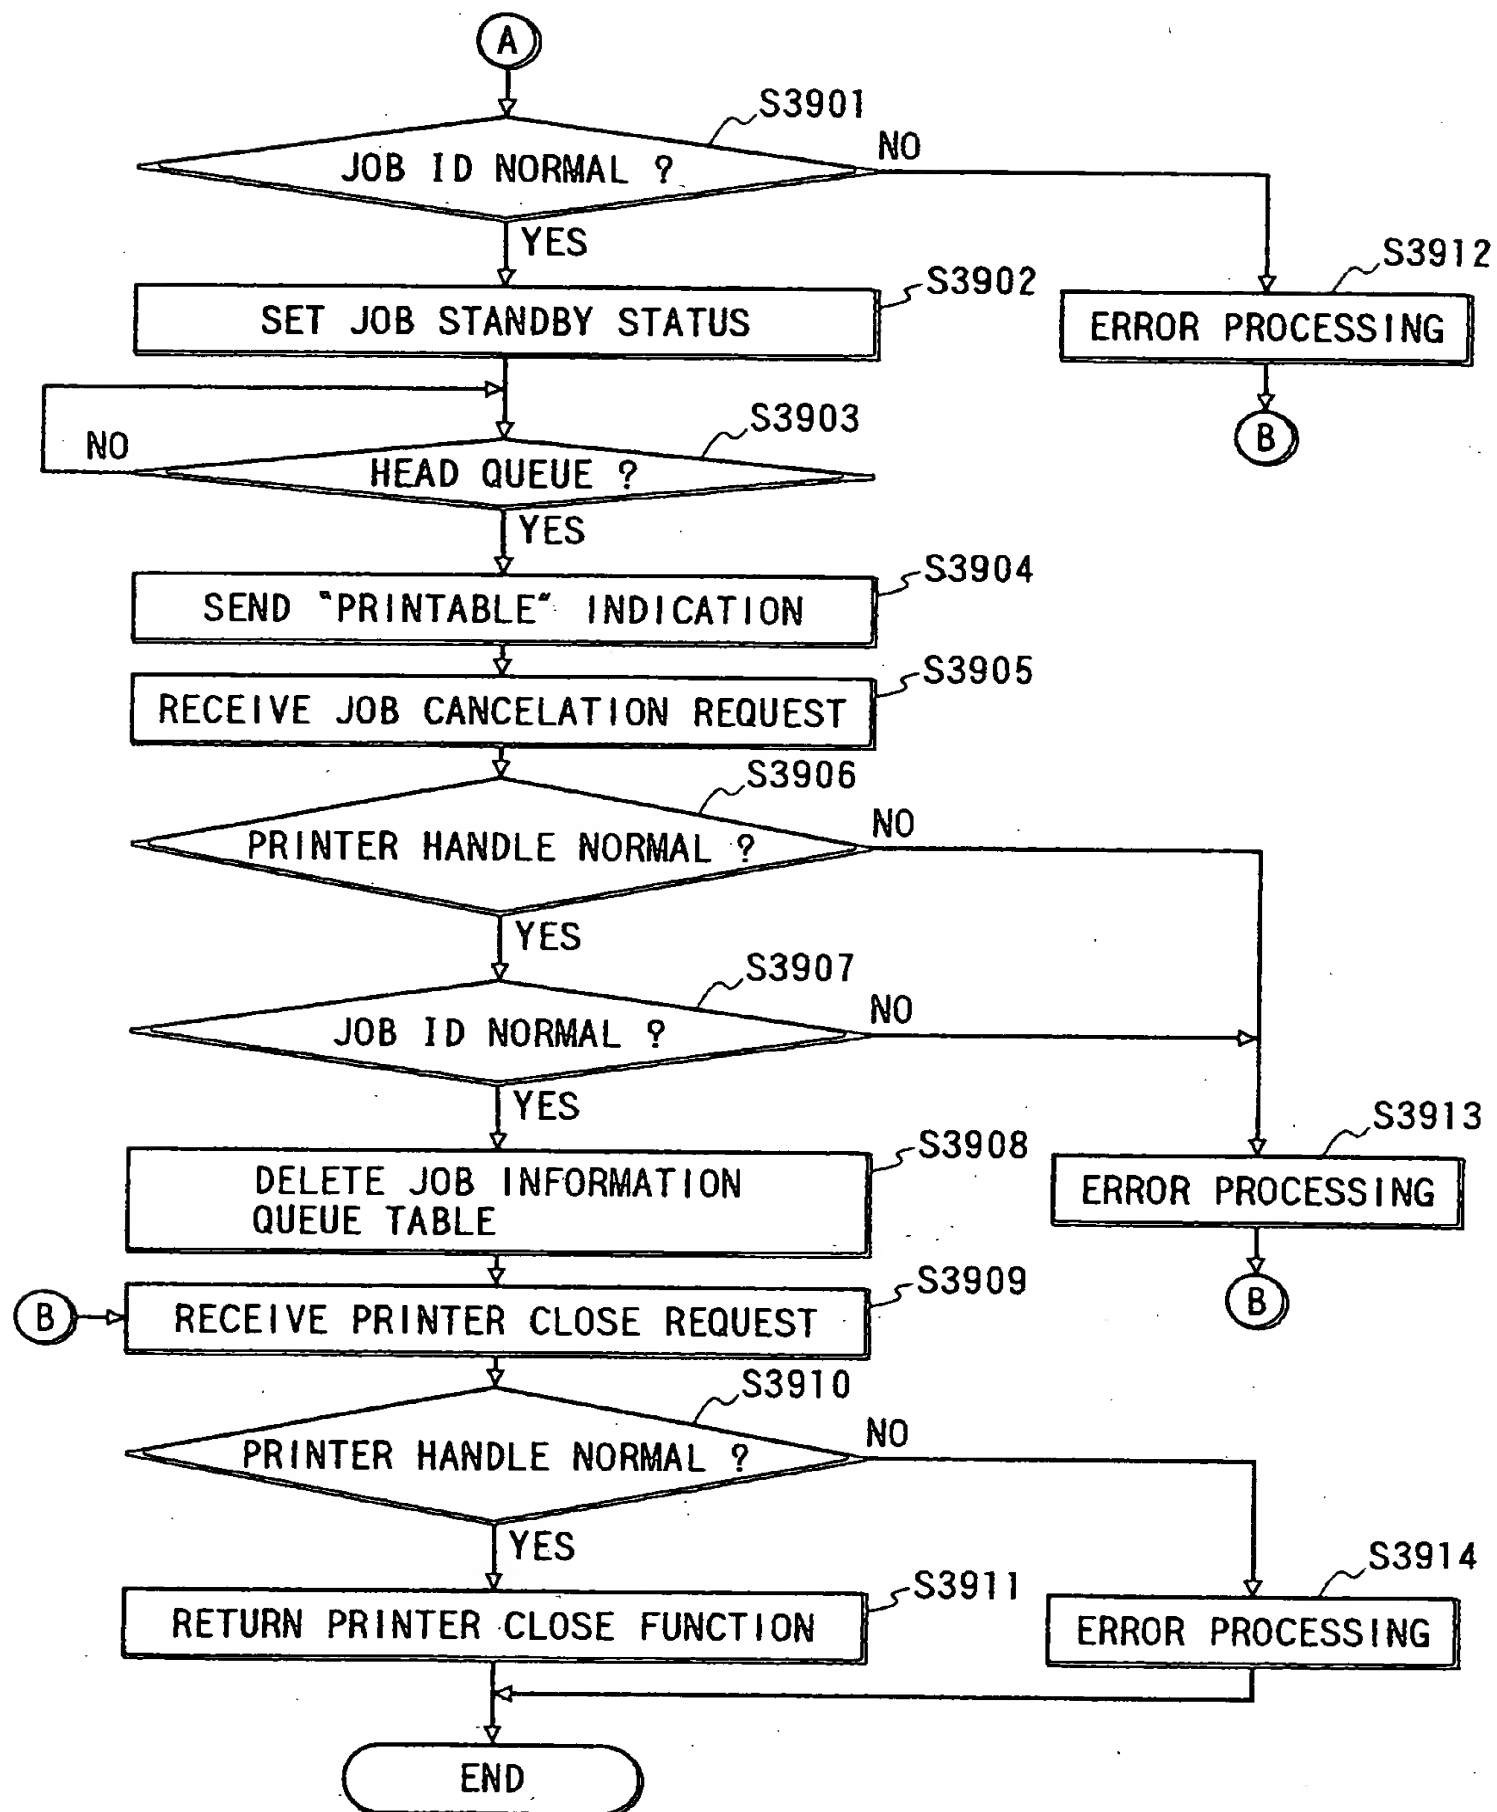 A
S3901
JOB ID NORMAL ?
NO
YES
S3902
SET JOB STANDBY STATUS
S3912
ERROR PROCESSING
B
S3903
NO
HEAD QUEUE ?
YES
S3904
SEND "PRINTABLE" INDICATION
S3905
RECEIVE JOB CANCELATION REQUEST
S3906
PRINTER HANDLE NORMAL ?
NO
YES
S3907
JOB ID NORMAL ?
NO
YES
S3908
DELETE JOB INFORMATION
QUEUE TABLE
S3913
ERROR PROCESSING
B
S3909
B
RECEIVE PRINTER CLOSE REQUEST
S3910
PRINTER HANDLE NORMAL ?
NO
YES
S3911
RETURN PRINTER CLOSE FUNCTION
S3914
ERROR PROCESSING
END